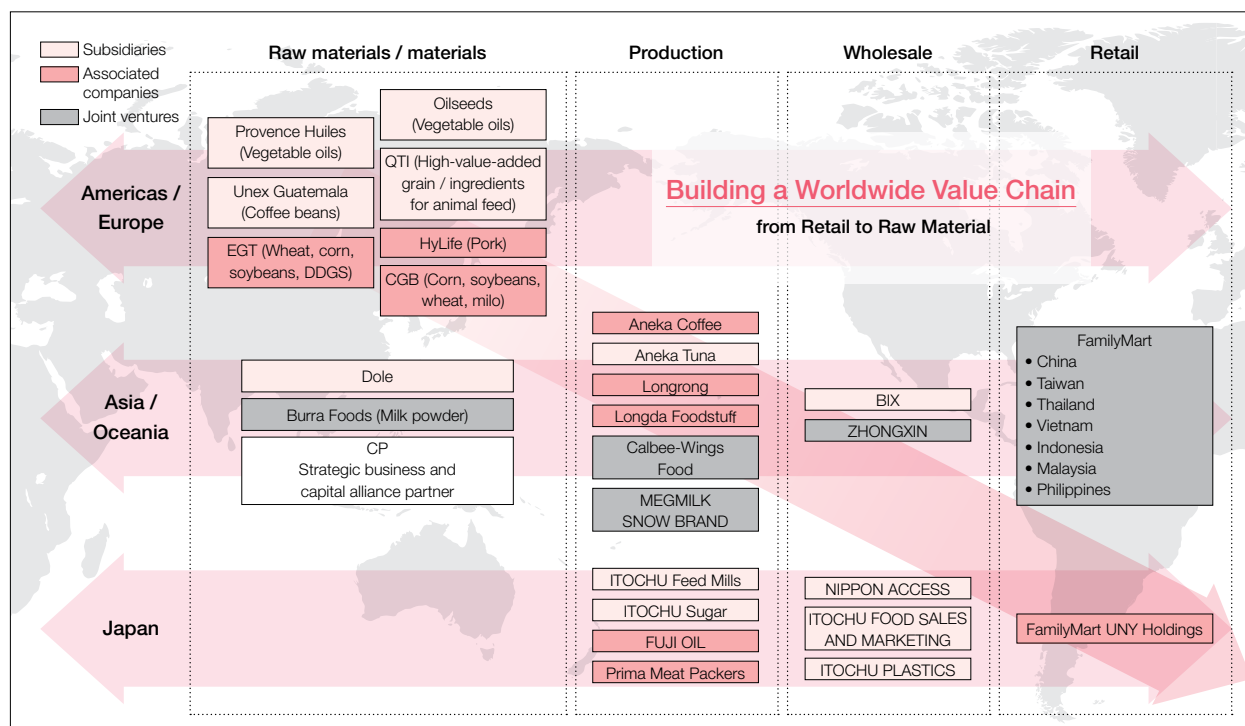 Subsidiaries
Associated
companies
Joint ventures
Raw materials / materials
Production
Wholesale
Retail
Americas /
Europe
Provence Huiles
(Vegetable oils)
Unex Guatemala
(Coffee beans)
EGT (Wheat, corn,
soybeans, DDGS)
Oilseeds
(Vegetable oils)
QTI (High-value-added
grain / ingredients
for animal feed)
HyLife (Pork)
CGB (Corn, soybeans,
wheat, milo)
Building a Worldwide Value Chain
from Retail to Raw Material
Asia /
Oceania
Dole
Burra Foods (Milk powder)
CP
Strategic business and
capital alliance partner
Aneka Coffee
Aneka Tuna
Longrong
Longda Foodstuff
Calbee-Wings
Food
MEGMILK
SNOW BRAND
BIX
ZHONGXIN
FamilyMart
• China
• Taiwan
• Thailand
• Vietnam
• Indonesia
• Malaysia
• Philippines
Japan
ITOCHU Feed Mills
ITOCHU Sugar
FUJI OIL
Prima Meat Packers
NIPPON ACCESS
ITOCHU FOOD SALES
AND MARKETING
ITOCHU PLASTICS
FamilyMart UNY Holdings